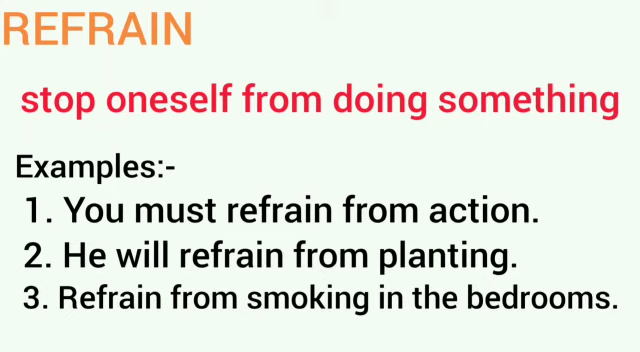 REFRAIN
stop oneself from doing something
Examples:-
1. You must refrain from action.
2. He will refrain from planting.
3. Refrain from smoking in the bedrooms.